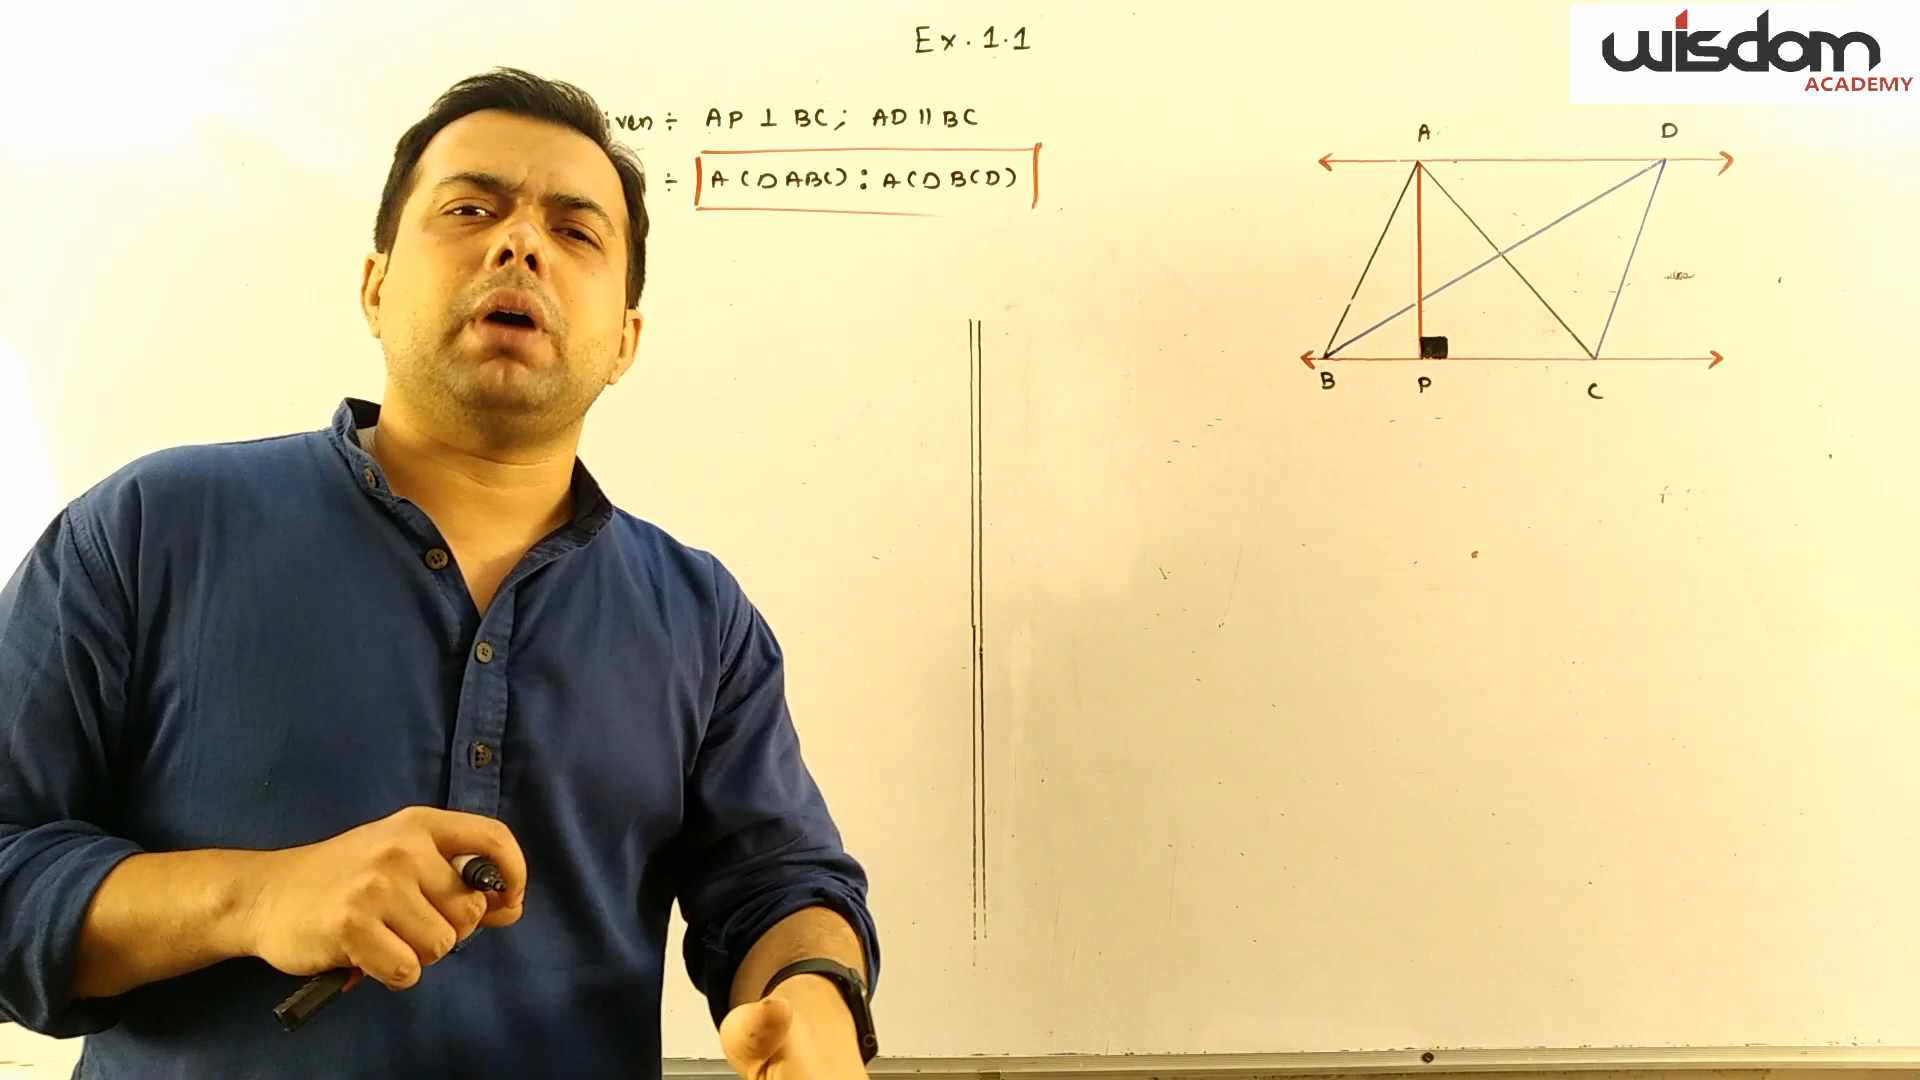 wisdom
ACADEMY
Ex. 1.1
iven ÷ AP ⊥ BC; AD || BC
÷ A(△ABC) : A(△BCD)
A D
B P C